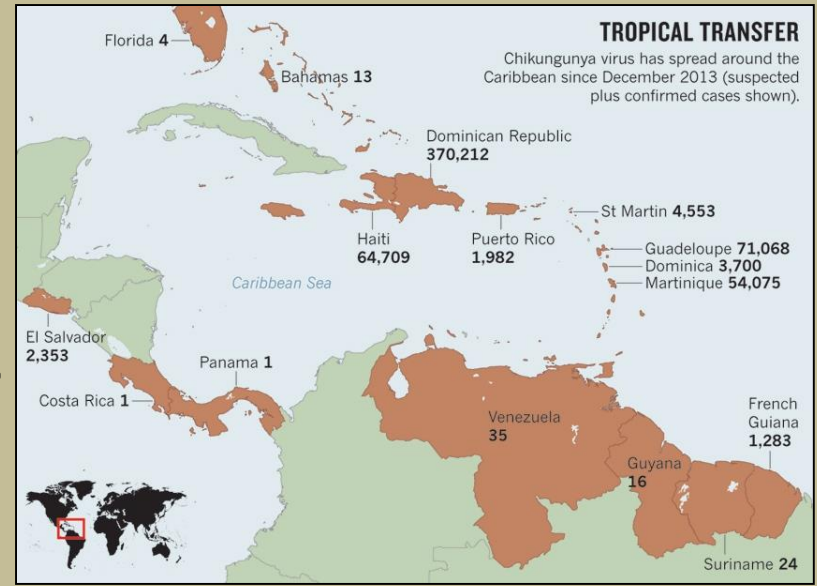 TROPICAL TRANSFER
Chikungunya virus has spread around the
Caribbean since December 2013 (suspected
plus confirmed cases shown).
Florida 4
Bahamas 13
Dominican Republic
370,212
Haiti
64,709
Puerto Rico
1,982
St Martin 4,553
Guadeloupe 71,068
Dominica 3,700
Martinique 54,075
Caribbean Sea
El Salvador
2,353
Panama 1
Costa Rica 1
Venezuela
35
Guyana
16
French
Guiana
1,283
Suriname 24